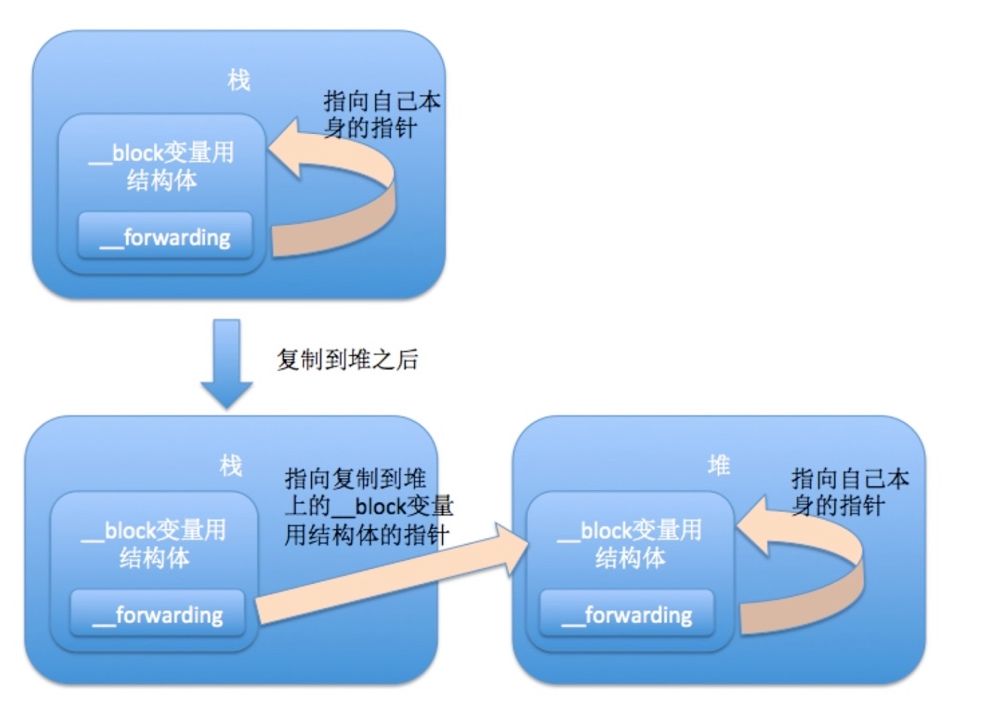 栈
指向自己本
身的指针
__block变量用
结构体
__forwarding
复制到堆之后
栈
指向复制到堆
上的__block变量
用结构体的指针
__block变量用
结构体
__forwarding
堆
指向自己本
身的指针
__block变量用
结构体
__forwarding